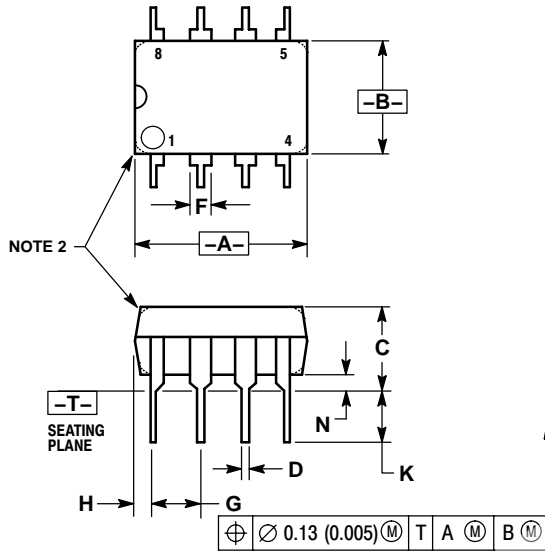 8 5
–B–
1 4
F
NOTE 2
–A–
C
N
–T–
SEATING
PLANE
D
K
H G
⌖ ∅ 0.13 (0.005) Ⓜ T A Ⓜ B Ⓜ